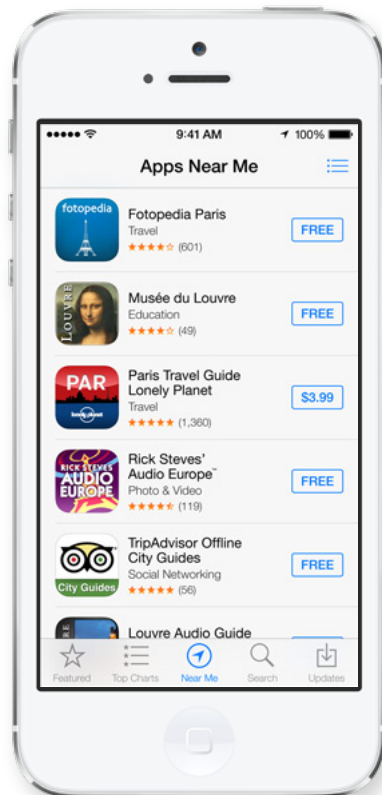 9:41 AM
100%
Apps Near Me
fotopedia
Fotopedia Paris
Travel
(601)
FREE
LOUVRE
Musée du Louvre
Education
(49)
FREE
PAR
lonely planet
Paris Travel Guide
Lonely Planet
Travel
(1,360)
$3.99
RICK STEVES'
AUDIO
EUROPE
Rick Steves'
Audio Europe™
Photo & Video
(119)
FREE
City Guides
TripAdvisor Offline
City Guides
Social Networking
(56)
FREE
Louvre Audio Guide
Featured
Top Charts
Near Me
Search
Updates